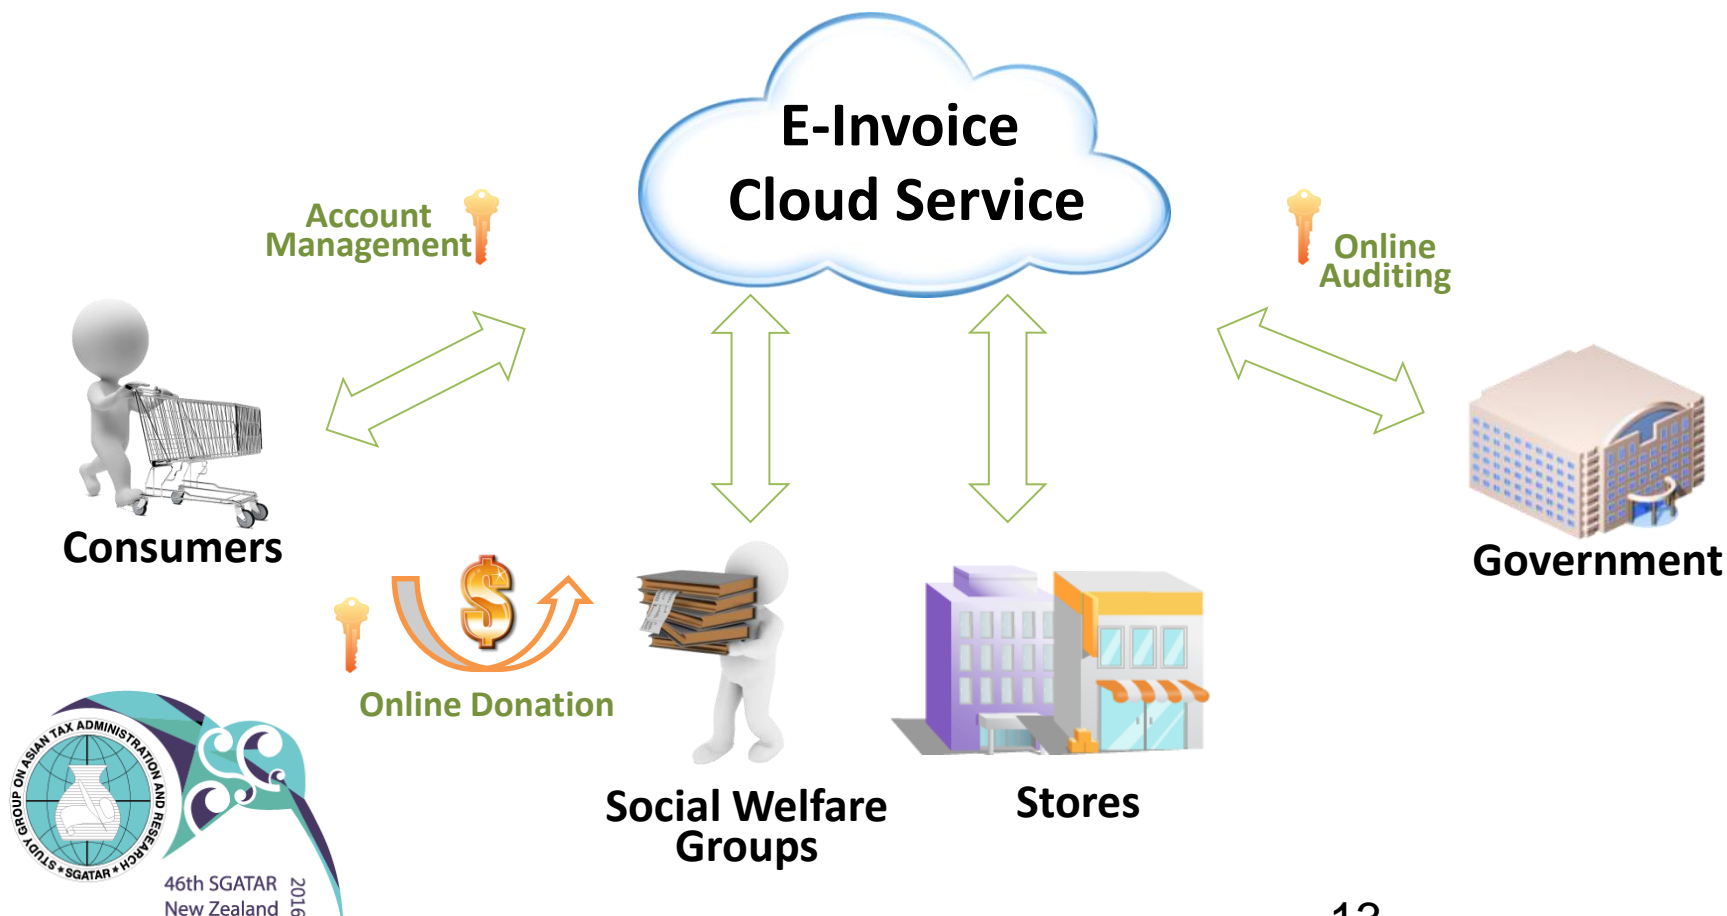 E-Invoice
Cloud Service
Account
Management
Online
Auditing
Consumers
Government
Online Donation
Social Welfare
Groups
Stores
STUDY GROUP ON ASIAN TAX ADMINISTRATION AND RESEARCH
* SGATAR *
46th SGATAR
New Zealand
2016